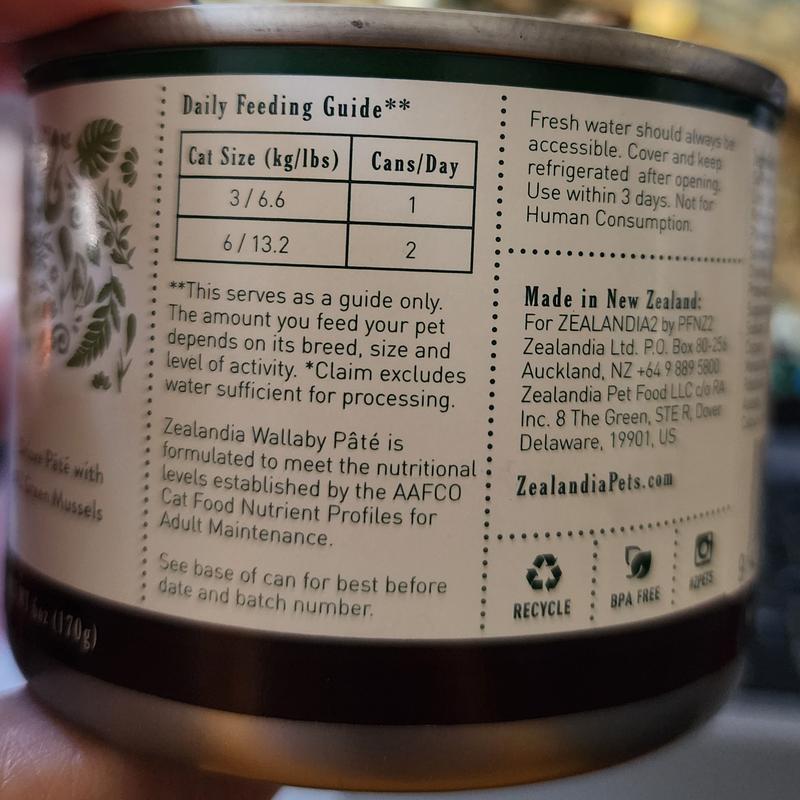 Pâté with
Green Mussels
6oz (170g)
Daily Feeding Guide**
Cat Size (kg/lbs) Cans/Day
3 / 6.6 1
6 / 13.2 2
**This serves as a guide only.
The amount you feed your pet
depends on its breed, size and
level of activity. *Claim excludes
water sufficient for processing.
Zealandia Wallaby Pâté is
formulated to meet the nutritional
levels established by the AAFCO
Cat Food Nutrient Profiles for
Adult Maintenance.
See base of can for best before
date and batch number.
Fresh water should always be
accessible. Cover and keep
refrigerated after opening.
Use within 3 days. Not for
Human Consumption.
Made in New Zealand:
For ZEALANDIA2 by PFNZ2
Zealandia Ltd. P.O. Box 80-256
Auckland, NZ +64 9 889 5800
Zealandia Pet Food LLC c/o RA
Inc. 8 The Green, STE R, Dover
Delaware, 19901, US
ZealandiaPets.com
RECYCLE
BPA FREE